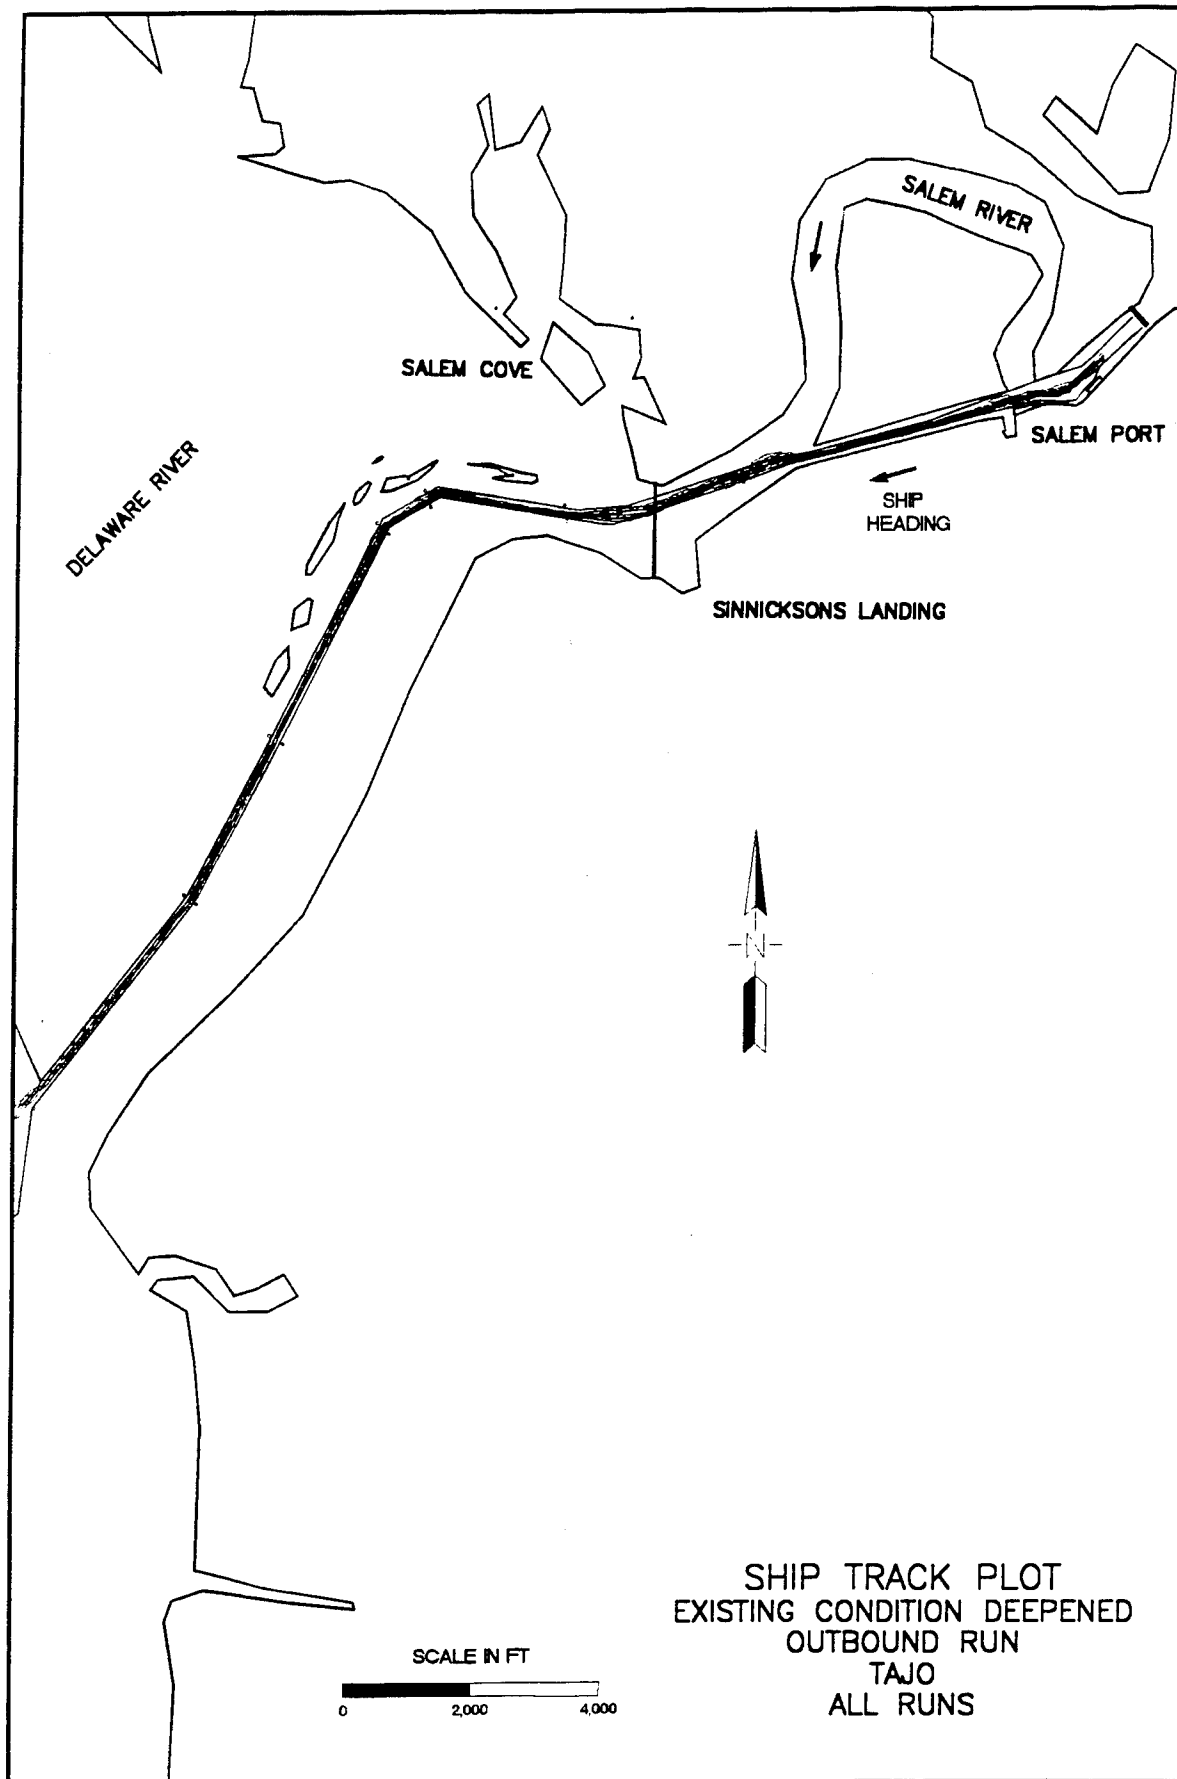 SALEM RIVER
SALEM COVE
SALEM PORT
DELAWARE RIVER
SHIP
HEADING
SINNICKSONS LANDING
N
SHIP TRACK PLOT
EXISTING CONDITION DEEPENED
OUTBOUND RUN
TAJO
ALL RUNS
SCALE IN FT
0 2,000 4,000